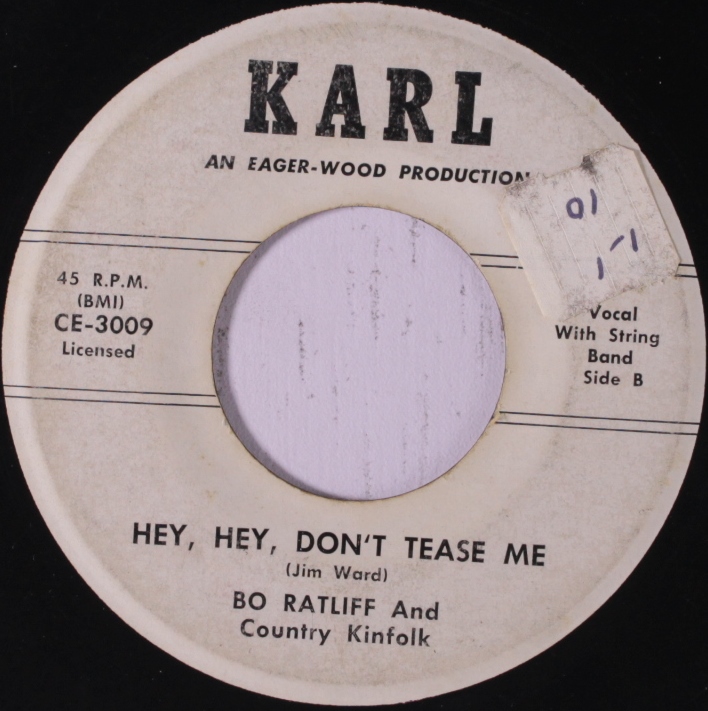 KARL
AN EAGER-WOOD PRODUCTION
45 R.P.M.
(BMI)
CE-3009
Licensed
Vocal
With String
Band
Side B
HEY, HEY, DON'T TEASE ME
(Jim Ward)
BO RATLIFF And
Country Kinfolk